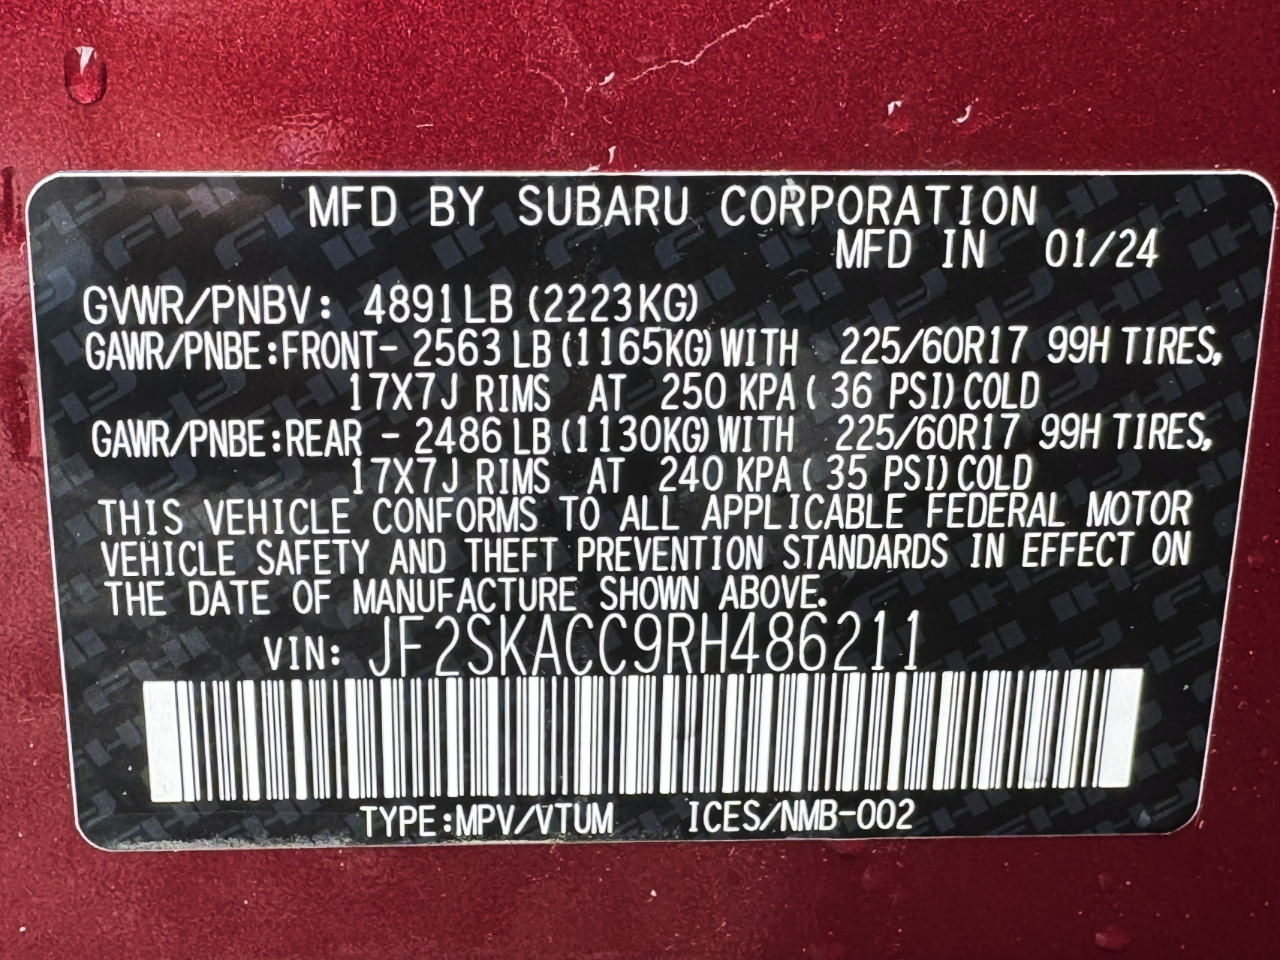 MFD BY SUBARU CORPORATION
MFD IN 01/24
GVWR/PNBV: 4891LB (2223KG)
GAWR/PNBE:FRONT- 2563 LB (1165KG) WITH 225/60R17 99H TIRES,
17X7J RIMS AT 250 KPA ( 36 PSI) COLD
GAWR/PNBE:REAR - 2486 LB (1130KG) WITH 225/60R17 99H TIRES,
17X7J RIMS AT 240 KPA ( 35 PSI) COLD
THIS VEHICLE CONFORMS TO ALL APPLICABLE FEDERAL MOTOR
VEHICLE SAFETY AND THEFT PREVENTION STANDARDS IN EFFECT ON
THE DATE OF MANUFACTURE SHOWN ABOVE.
VIN: JF2SKACC9RH486211
TYPE:MPV/VTUM ICES/NMB-002